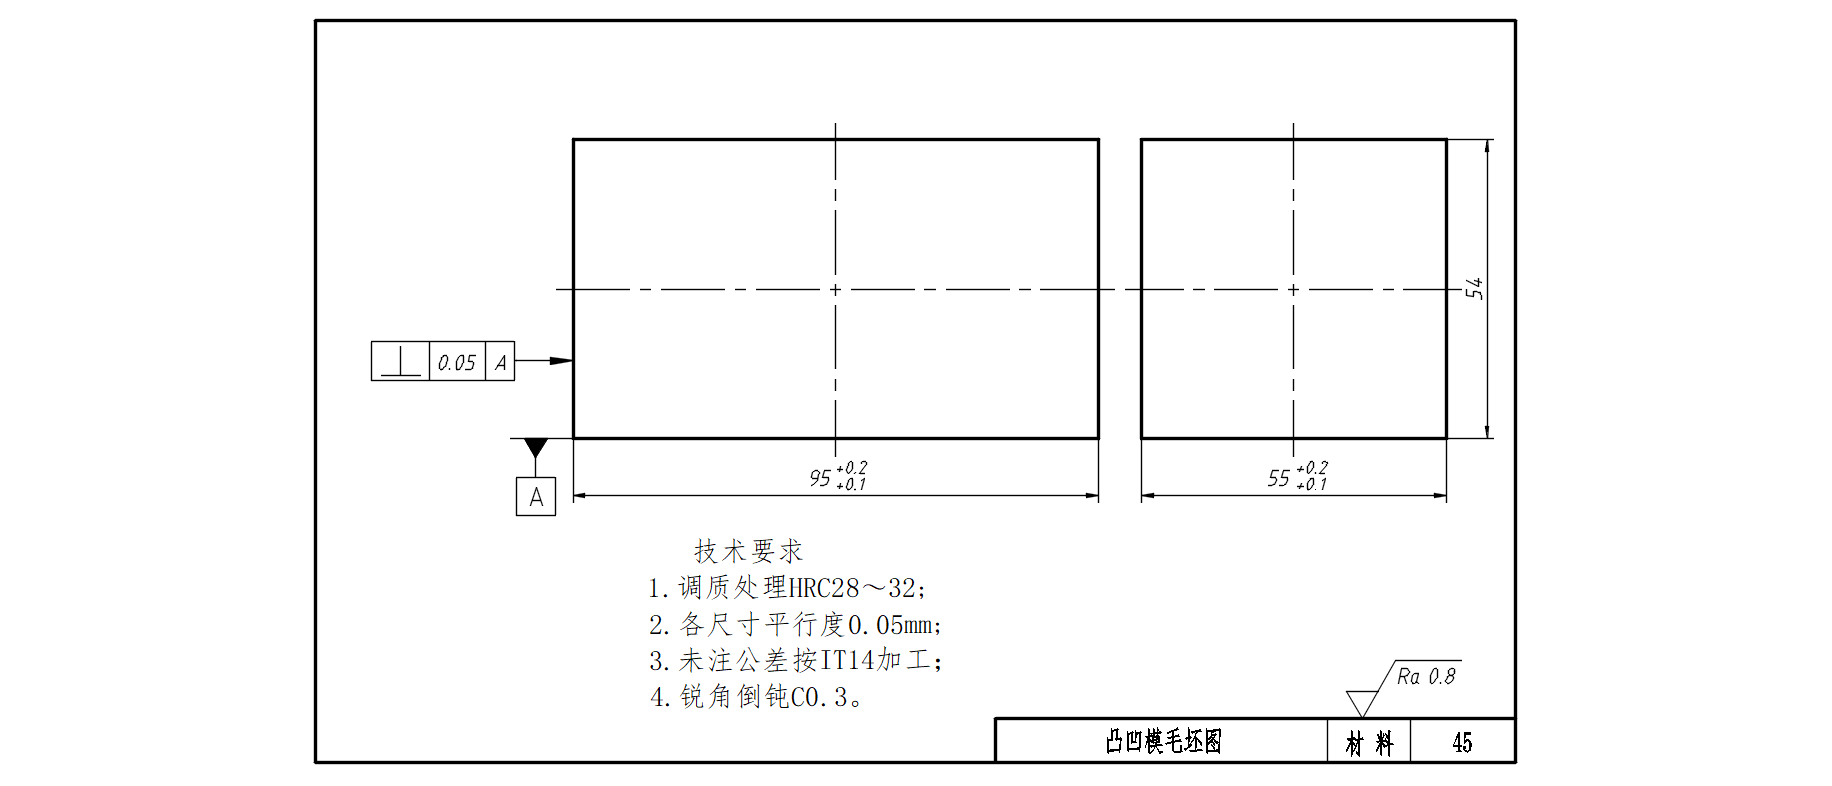 54
⊥ 0.05 A
A
95 +0.2 +0.1
55 +0.2 +0.1
技术要求
1.调质处理HRC28～32；
2.各尺寸平行度0.05mm；
3.未注公差按IT14加工；
4.锐角倒钝C0.3。
Ra 0.8
凸凹模毛坯图 材料 45